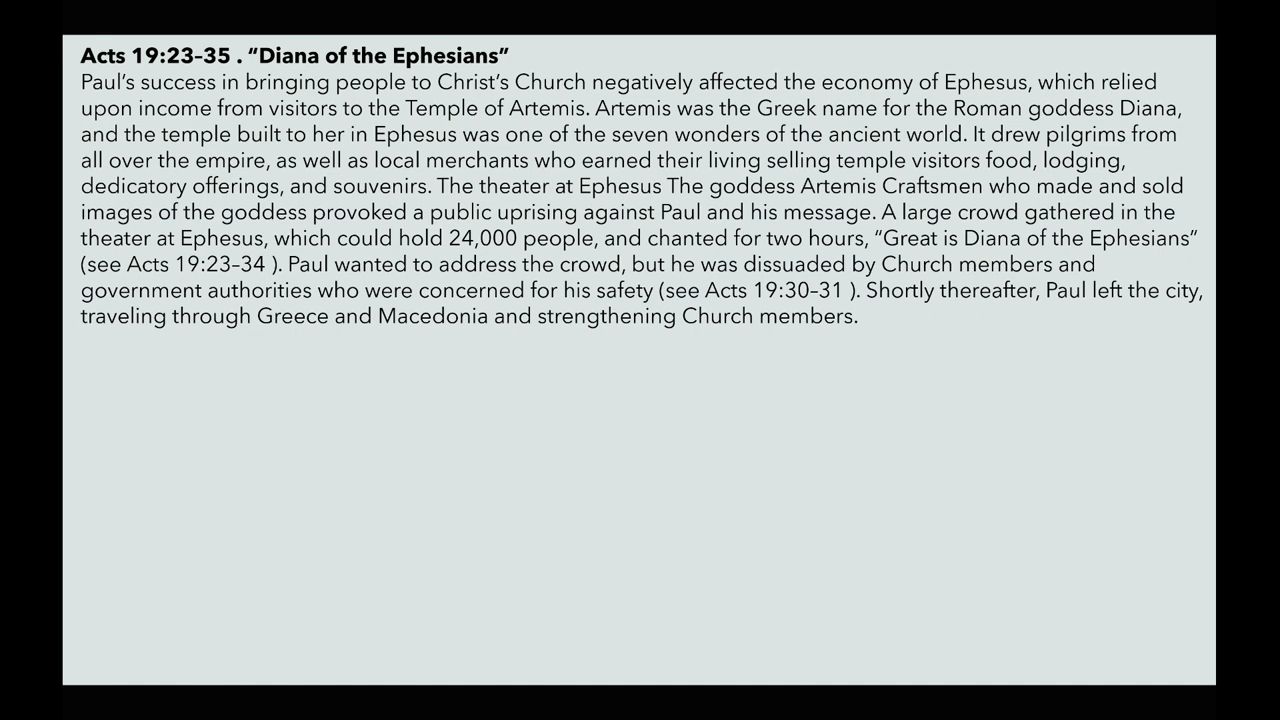 Acts 19:23–35 . “Diana of the Ephesians”
Paul’s success in bringing people to Christ’s Church negatively affected the economy of Ephesus, which relied
upon income from visitors to the Temple of Artemis. Artemis was the Greek name for the Roman goddess Diana,
and the temple built to her in Ephesus was one of the seven wonders of the ancient world. It drew pilgrims from
all over the empire, as well as local merchants who earned their living selling temple visitors food, lodging,
dedicatory offerings, and souvenirs. The theater at Ephesus The goddess Artemis Craftsmen who made and sold
images of the goddess provoked a public uprising against Paul and his message. A large crowd gathered in the
theater at Ephesus, which could hold 24,000 people, and chanted for two hours, “Great is Diana of the Ephesians”
(see Acts 19:23–34 ). Paul wanted to address the crowd, but he was dissuaded by Church members and
government authorities who were concerned for his safety (see Acts 19:30–31 ). Shortly thereafter, Paul left the city,
traveling through Greece and Macedonia and strengthening Church members.